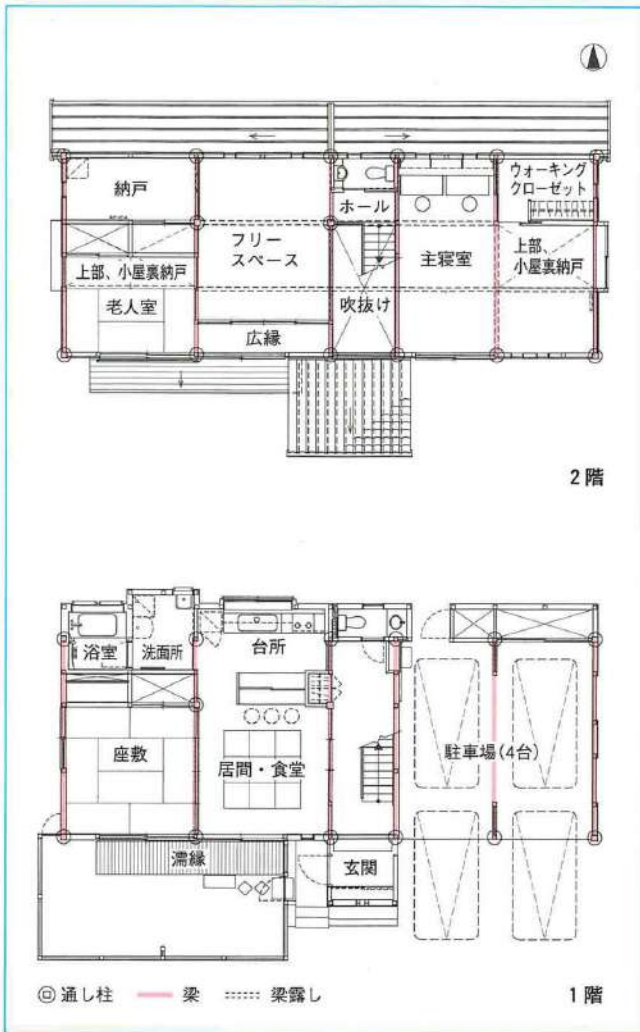 納戸
ホール
ウォーキング
クローゼット
フリー
スペース
主寝室
上部、小屋裏納戸
老人室
吹抜け
上部、
小屋裏納戸
広縁
2階
浴室
洗面所
台所
座敷
居間・食堂
駐車場(4台)
濡縁
玄関
通し柱
梁
梁露し
1階